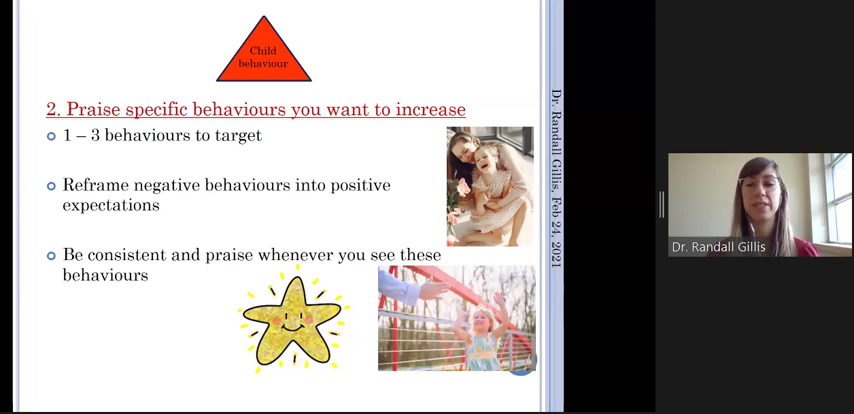 Child
behaviour
2. Praise specific behaviours you want to increase
1 – 3 behaviours to target
Reframe negative behaviours into positive
expectations
Be consistent and praise whenever you see these
behaviours
Dr. Randall Gillis, Feb 24, 2021
Dr. Randall Gillis